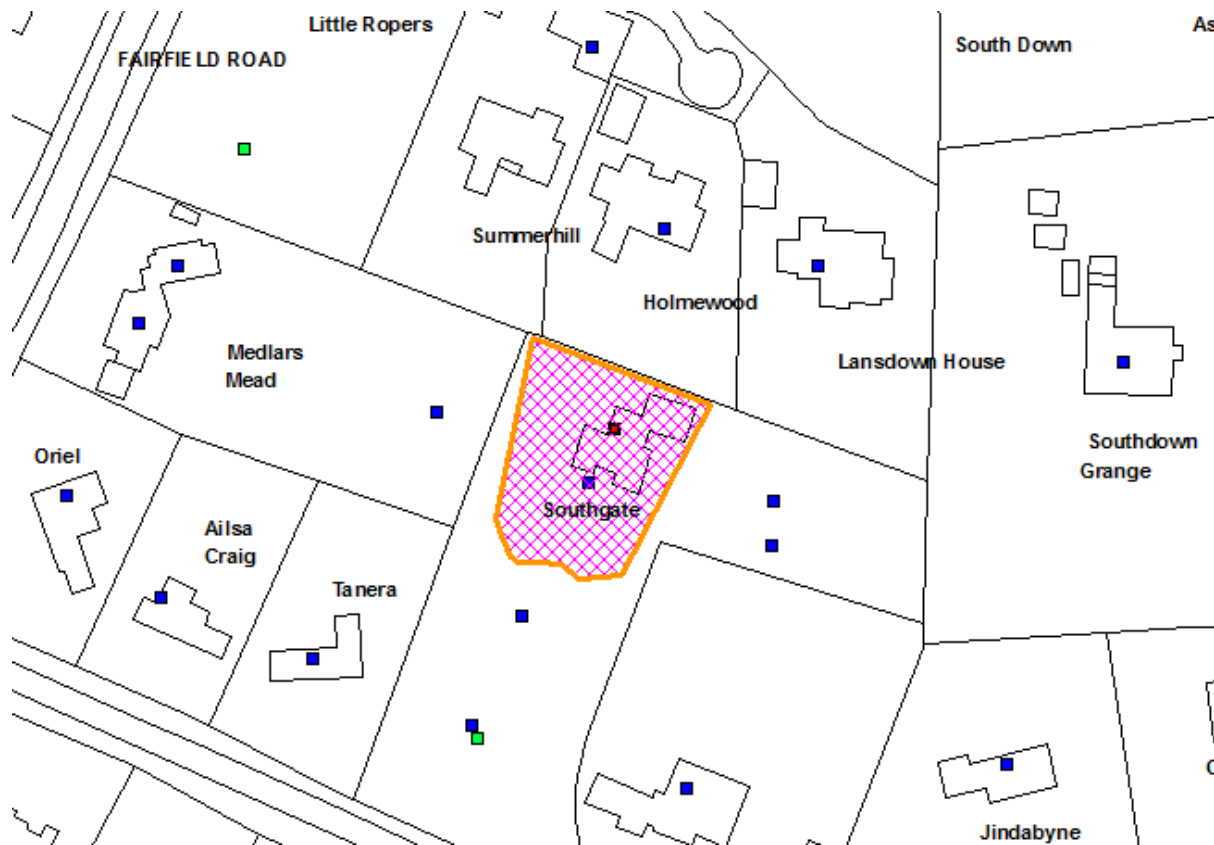 Little Ropers
As
South Down
FAIRFIELD ROAD
Summerhill
Holmewood
Medlars
Mead
Lansdown House
Southdown
Grange
Oriel
Southgate
Ailsa
Craig
Tanera
Jindabyne